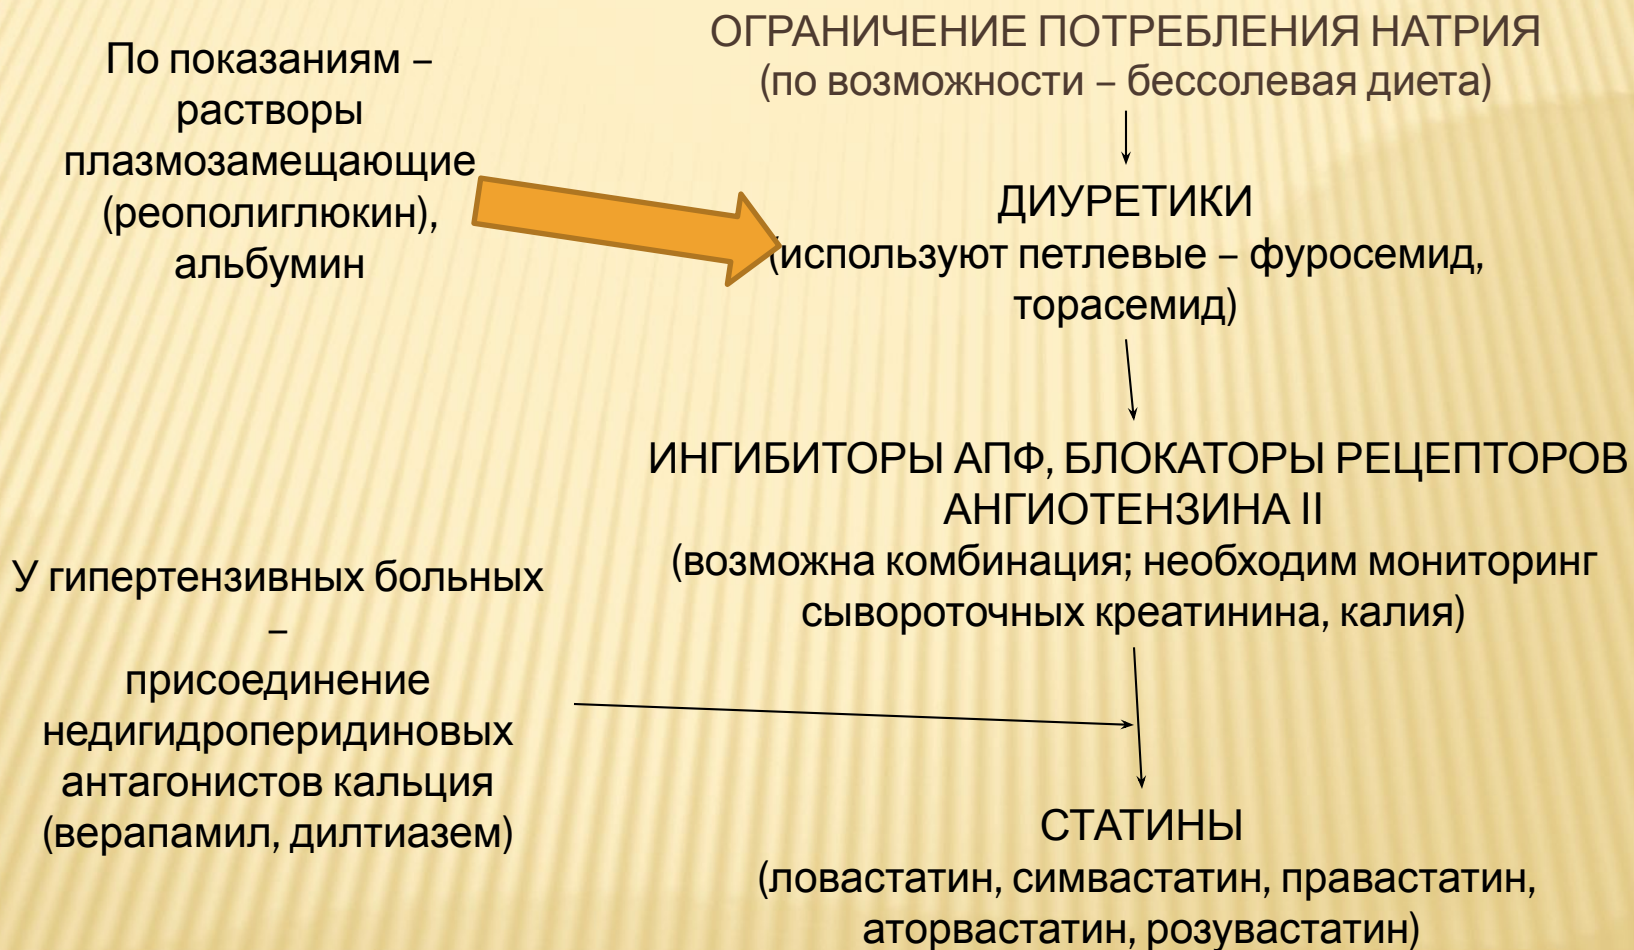 По показаниям –
растворы
плазмозамещающие
(реополиглюкин),
альбумин
ОГРАНИЧЕНИЕ ПОТРЕБЛЕНИЯ НАТРИЯ
(по возможности – бессолевая диета)
ДИУРЕТИКИ
(используют петлевые – фуросемид,
торасемид)
ИНГИБИТОРЫ АПФ, БЛОКАТОРЫ РЕЦЕПТОРОВ
АНГИОТЕНЗИНА II
(возможна комбинация; необходим мониторинг
сывороточных креатинина, калия)
У гипертензивных больных
–
присоединение
недигидроперидиновых
антагонистов кальция
(верапамил, дилтиазем)
СТАТИНЫ
(ловастатин, симвастатин, правастатин,
аторвастатин, розувастатин)